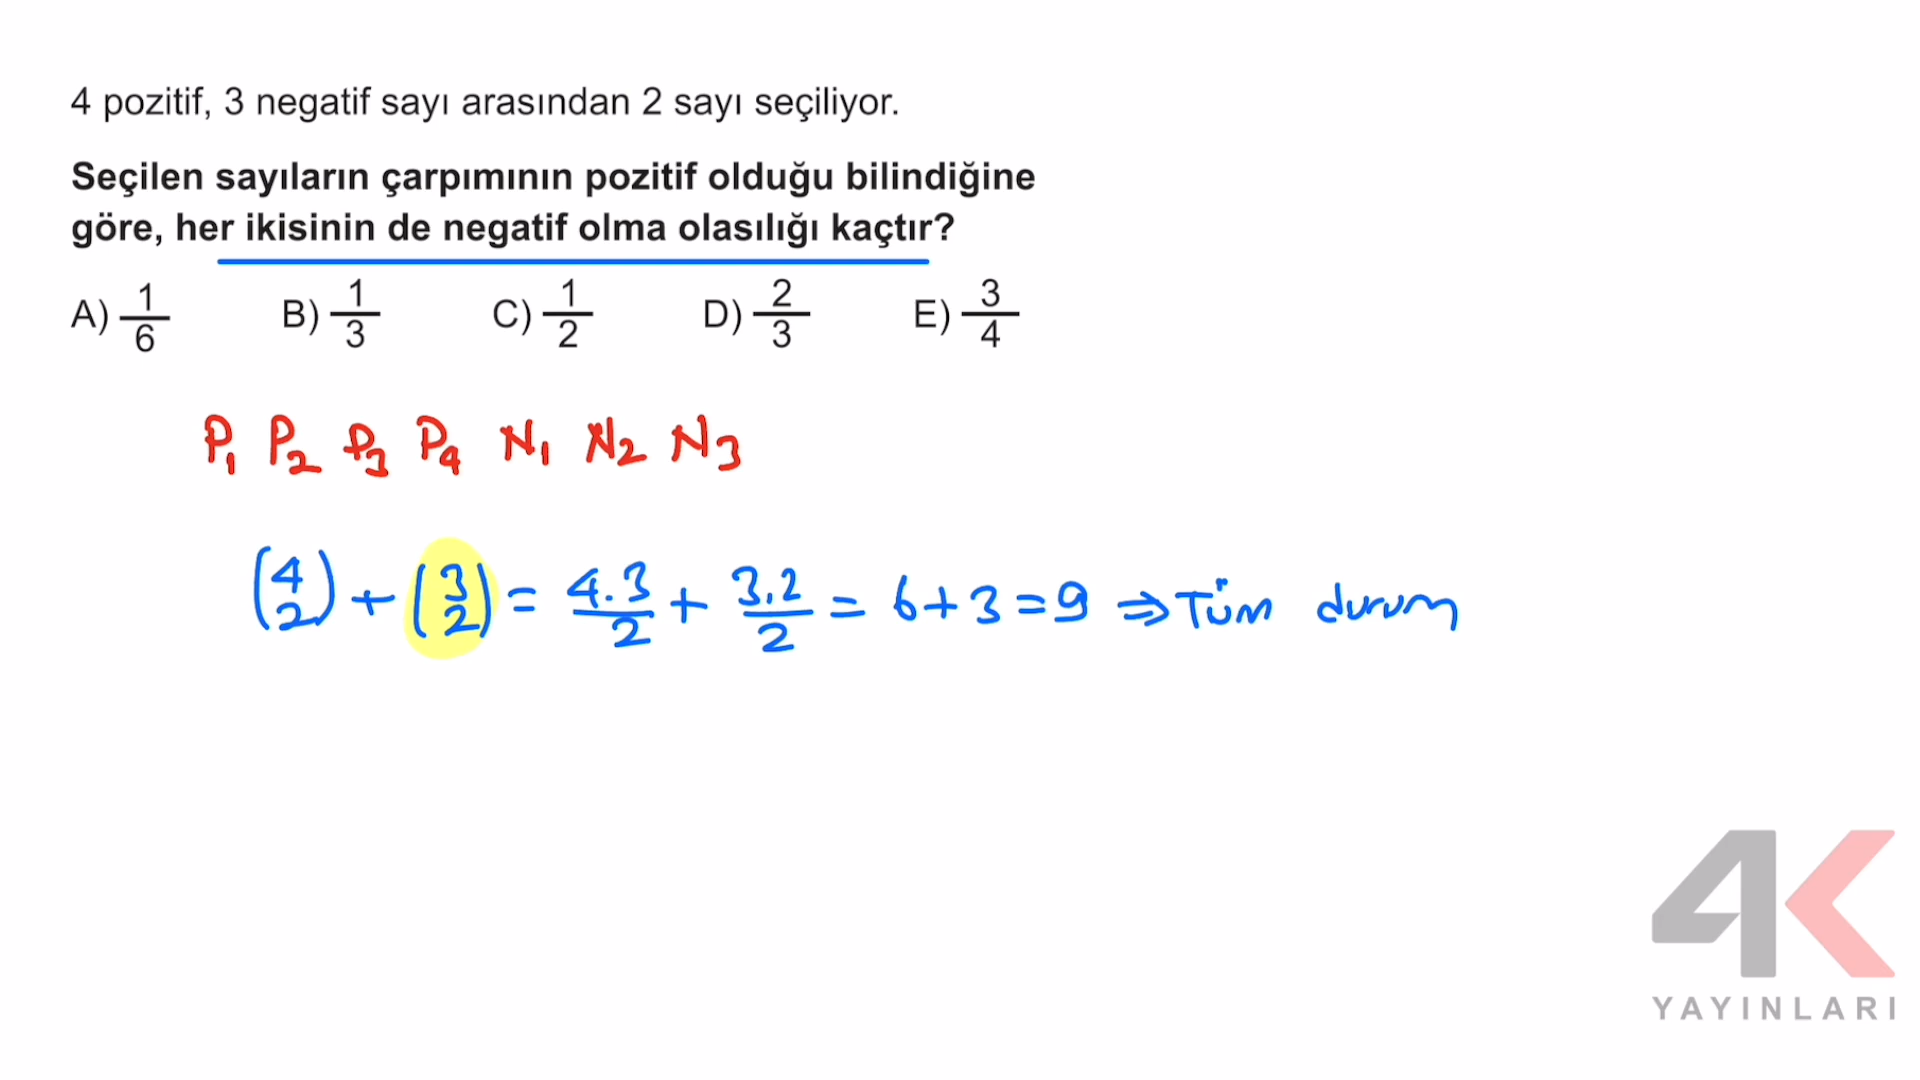 4 pozitif, 3 negatif sayı arasından 2 sayı seçiliyor.
Seçilen sayıların çarpımının pozitif olduğu bilindiğine
göre, her ikisinin de negatif olma olasılığı kaçtır?
A) 1/6 B) 1/3 C) 1/2 D) 2/3 E) 3/4
P₁ P₂ P₃ P₄ N₁ N₂ N₃
(4 2) + (3 2) = 4.3/2 + 3.2/2 = 6+3=9 ⇒ Tüm durum
4K
YAYINLARI